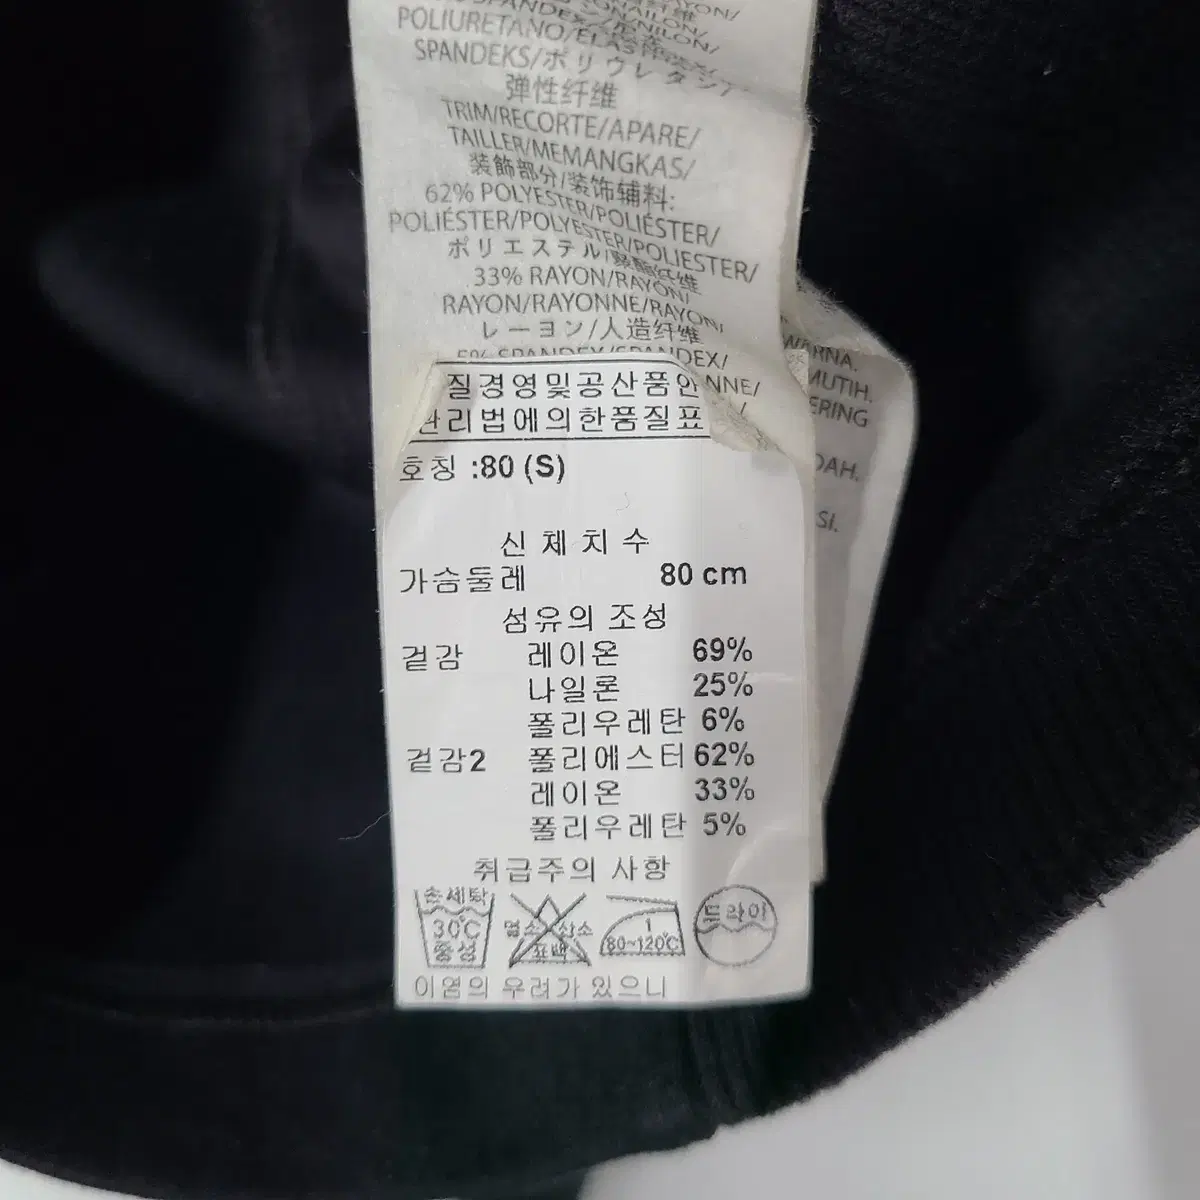 POLIURETANO/ELAS
SPANDEKS/ポリウレタン/
弹性纤维
TRIM/RECORTE/APARE/
TAILLER/MEMANGKAS/
装飾部分/装饰辅料:
62% POLYESTER/POLIÉSTER/
POLIÉSTER/POLYESTER/POLIESTER/
ポリエステル/聚酯纤维
33% RAYON/RAYON/
RAYON/RAYONNE/RAYON/
レーヨン/人造纤维
5% SPANDEX/SPANDEX/
NNE/
질경영및공산품안
관리법에의한품질표
호칭 :80 (S)
신체치수
가슴둘레 80 cm
섬유의 조성
겉감 레이온 69%
나일론 25%
폴리우레탄 6%
겉감2 폴리에스터 62%
레이온 33%
폴리우레탄 5%
취급주의 사항
손세탁
30℃
중성
염소 산소
표백
1
80~120℃
드라이
이염의 우려가 있으니
WARNA.
MUTIH.
ERING
DAH.
SI.